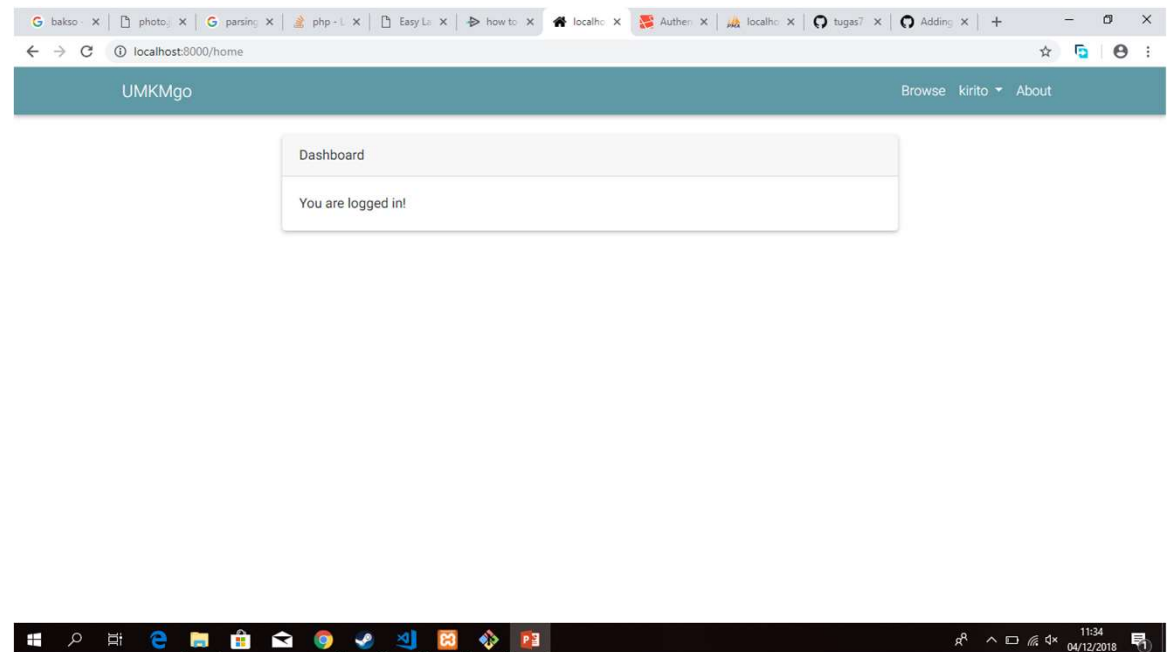 bakso - photo. parsing php - L Easy La how to localho Authen localho tugas7 Adding
localhost:8000/home
UMKMgo Browse kirito About
Dashboard
You are logged in!
11:34
04/12/2018